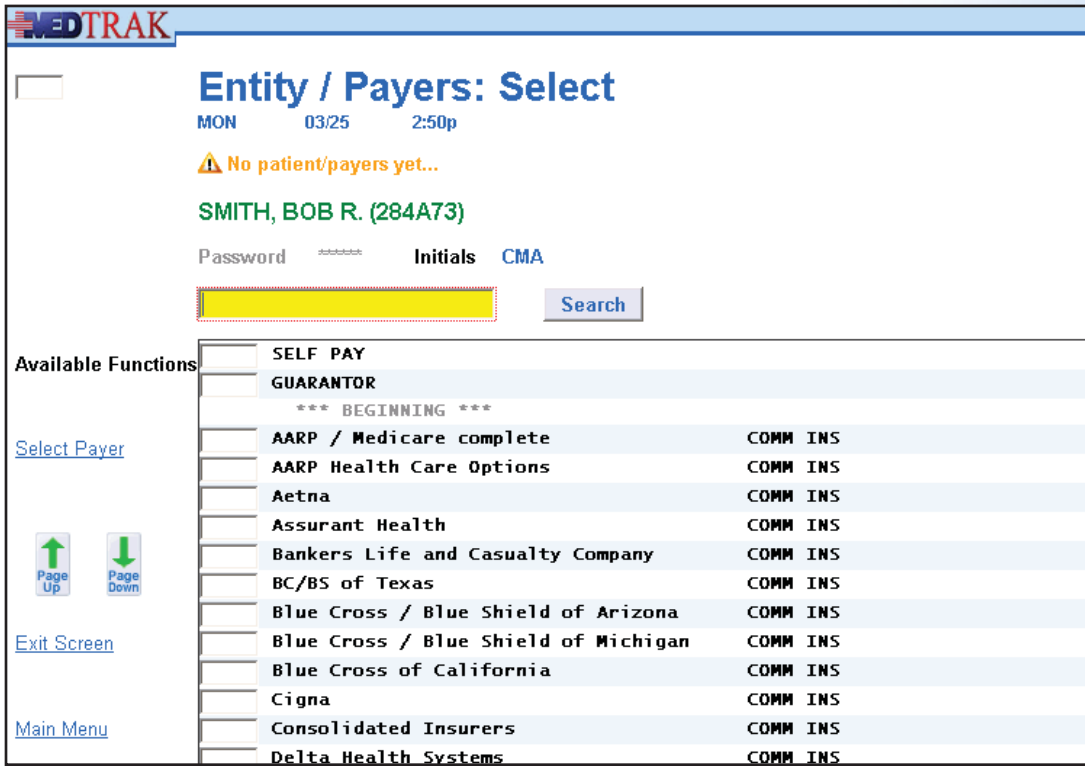 MEDTRAK
Entity / Payers: Select
MON 03/25 2:50p
No patient/payers yet...
SMITH, BOB R. (284A73)
Password ****** Initials CMA
Search
Available Functions
Select Payer
Page Up
Page Down
Exit Screen
Main Menu
SELF PAY
GUARANTOR
*** BEGINNING ***
AARP / Medicare complete COMM INS
AARP Health Care Options COMM INS
Aetna COMM INS
Assurant Health COMM INS
Bankers Life and Casualty Company COMM INS
BC/BS of Texas COMM INS
Blue Cross / Blue Shield of Arizona COMM INS
Blue Cross / Blue Shield of Michigan COMM INS
Blue Cross of California COMM INS
Cigna COMM INS
Consolidated Insurers COMM INS
Delta Health Systems COMM INS